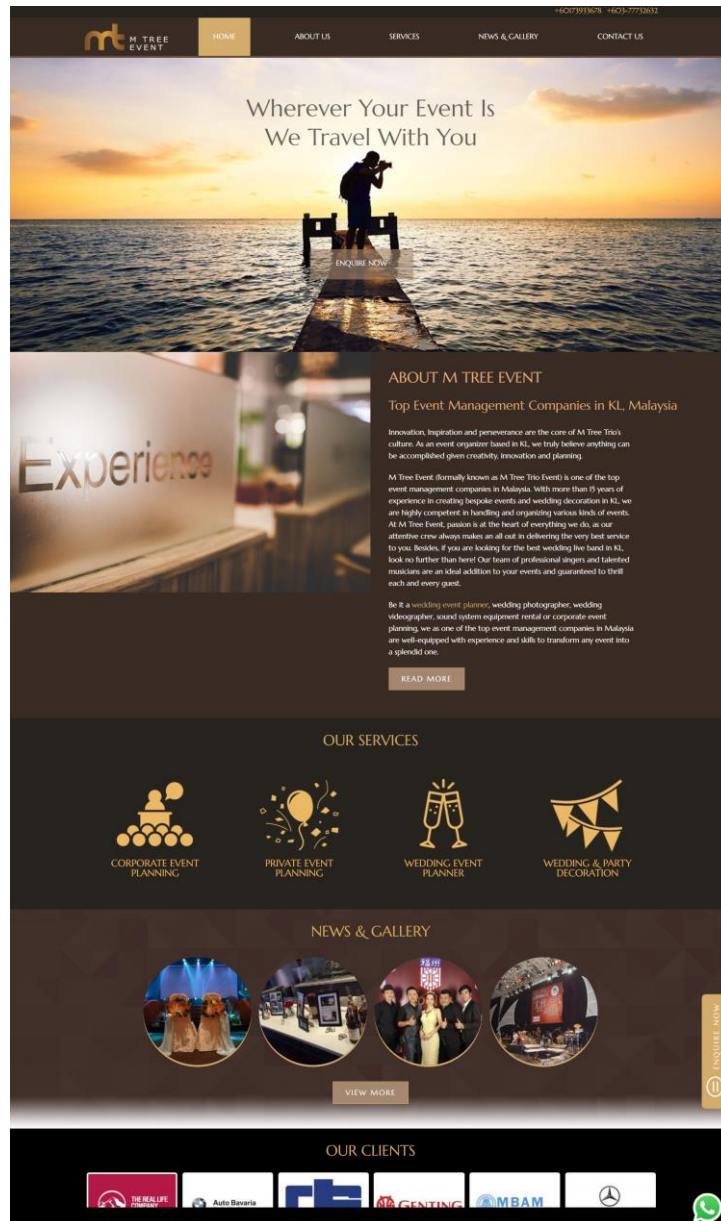 +60173933678 +603-77732632
M TREE
EVENT
HOME
ABOUT US
SERVICES
NEWS & GALLERY
CONTACT US
Wherever Your Event Is
We Travel With You
ENQUIRE NOW
Experience
ABOUT M TREE EVENT
Top Event Management Companies in KL, Malaysia
Innovation, Inspiration and perseverance are the core of M Tree Trio's
culture. As an event organizer based in KL, we truly believe anything can
be accomplished given creativity, innovation and planning.
M Tree Event (formally known as M Tree Trio Event) is one of the top
event management companies in Malaysia. With more than 15 years of
experience in creating bespoke events and wedding decoration in KL, we
are highly competent in handling and organizing various kinds of events.
At M Tree Event, passion is at the heart of everything we do, as our
attentive crew always makes an all out in delivering the very best service
to you. Besides, if you are looking for the best wedding live band in KL,
look no further than here! Our team of professional singers and talented
musicians are an ideal addition to your events and guaranteed to thrill
each and every guest.
Be it a wedding event planner, wedding photographer, wedding
videographer, sound system equipment rental or corporate event
planning, we as one of the top event management companies in Malaysia
are well-equipped with experience and skills to transform any event into
a splendid one.
READ MORE
OUR SERVICES
CORPORATE EVENT
PLANNING
PRIVATE EVENT
PLANNING
WEDDING EVENT
PLANNER
WEDDING & PARTY
DECORATION
NEWS & GALLERY
ENQUIRE NOW
VIEW MORE
OUR CLIENTS
THE REAL LIFE
COMPANY
Auto Bavaria
GENTING
MBAM